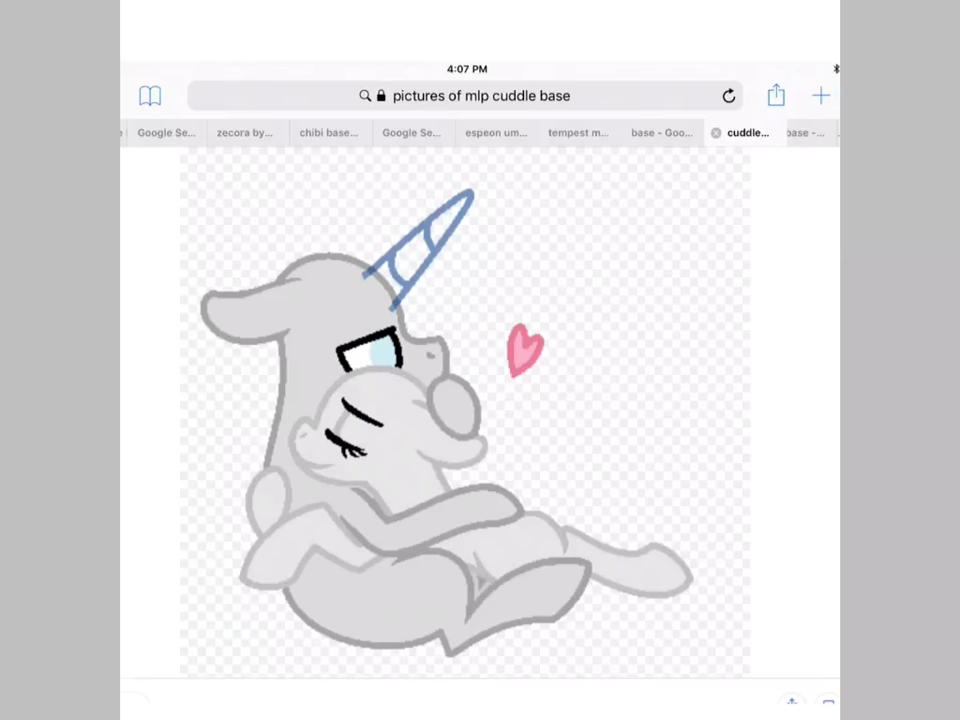 4:07 PM
pictures of mlp cuddle base
Google Se...
zecora by...
chibi base...
Google Se...
espeon um...
tempest m...
base - Goo...
cuddle...
base -...